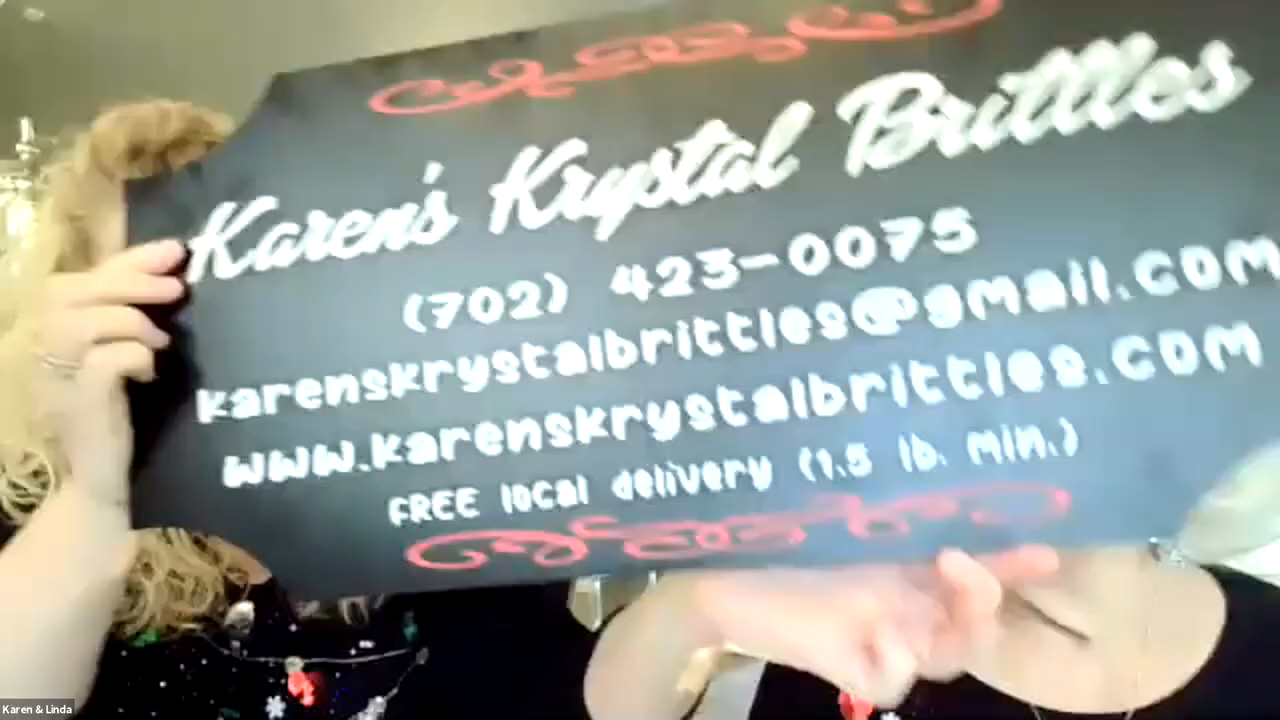 Karen's Krystal Brittles
(702) 423-0075
karenskrystalbrittles@gmail.com
www.karenskrystalbrittles.com
FREE local delivery (1.5 lb. Min.)
Karen & Linda